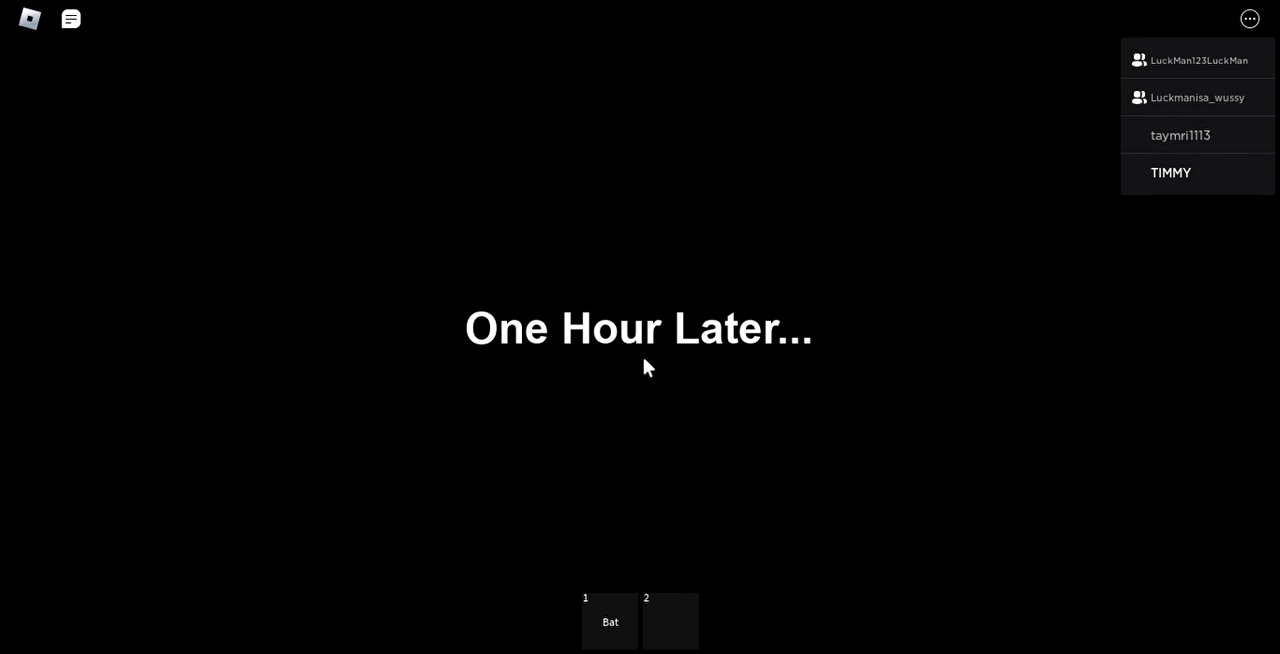 LuckMan123LuckMan
Luckmanisa_wussy
taymri1113
TIMMY
One Hour Later...
1
Bat
2